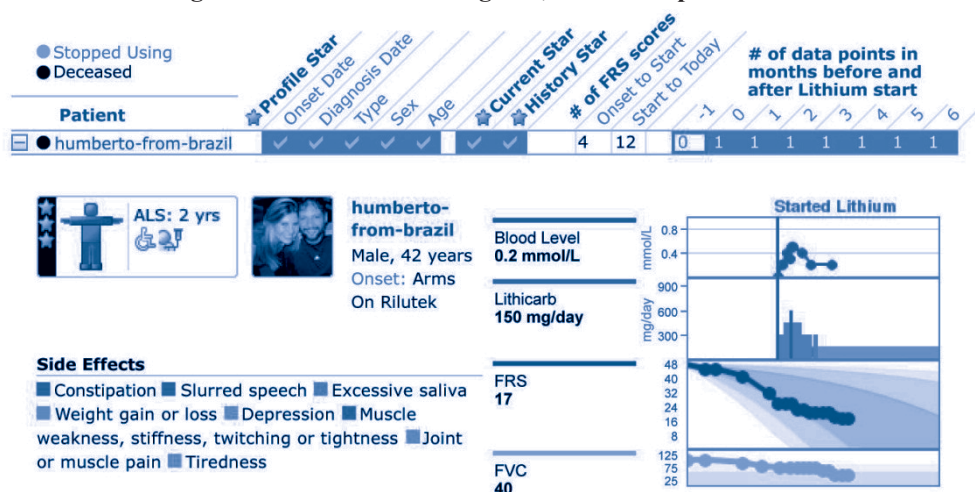 Stopped Using
Deceased
Patient
Profile Star
Onset Date
Diagnosis Date
Type
Sex
Age
Current Star
History Star
# of FRS scores
Onset to Start
Start to Today
# of data points in
months before and
after Lithium start
-1 0 1 2 3 4 5 6
humberto-from-brazil 4 12 0 1 1 1 1 1 1 1
ALS: 2 yrs
humberto-
from-brazil
Male, 42 years
Onset: Arms
On Rilutek
Side Effects
Constipation Slurred speech Excessive saliva
Weight gain or loss Depression Muscle
weakness, stiffness, twitching or tightness Joint
or muscle pain Tiredness
Blood Level
0.2 mmol/L
Lithicarb
150 mg/day
FRS
17
FVC
40
Started Lithium
mmol/L
0.8
0.4
mg/day
900
600
300
48
40
32
24
16
8
125
75
25